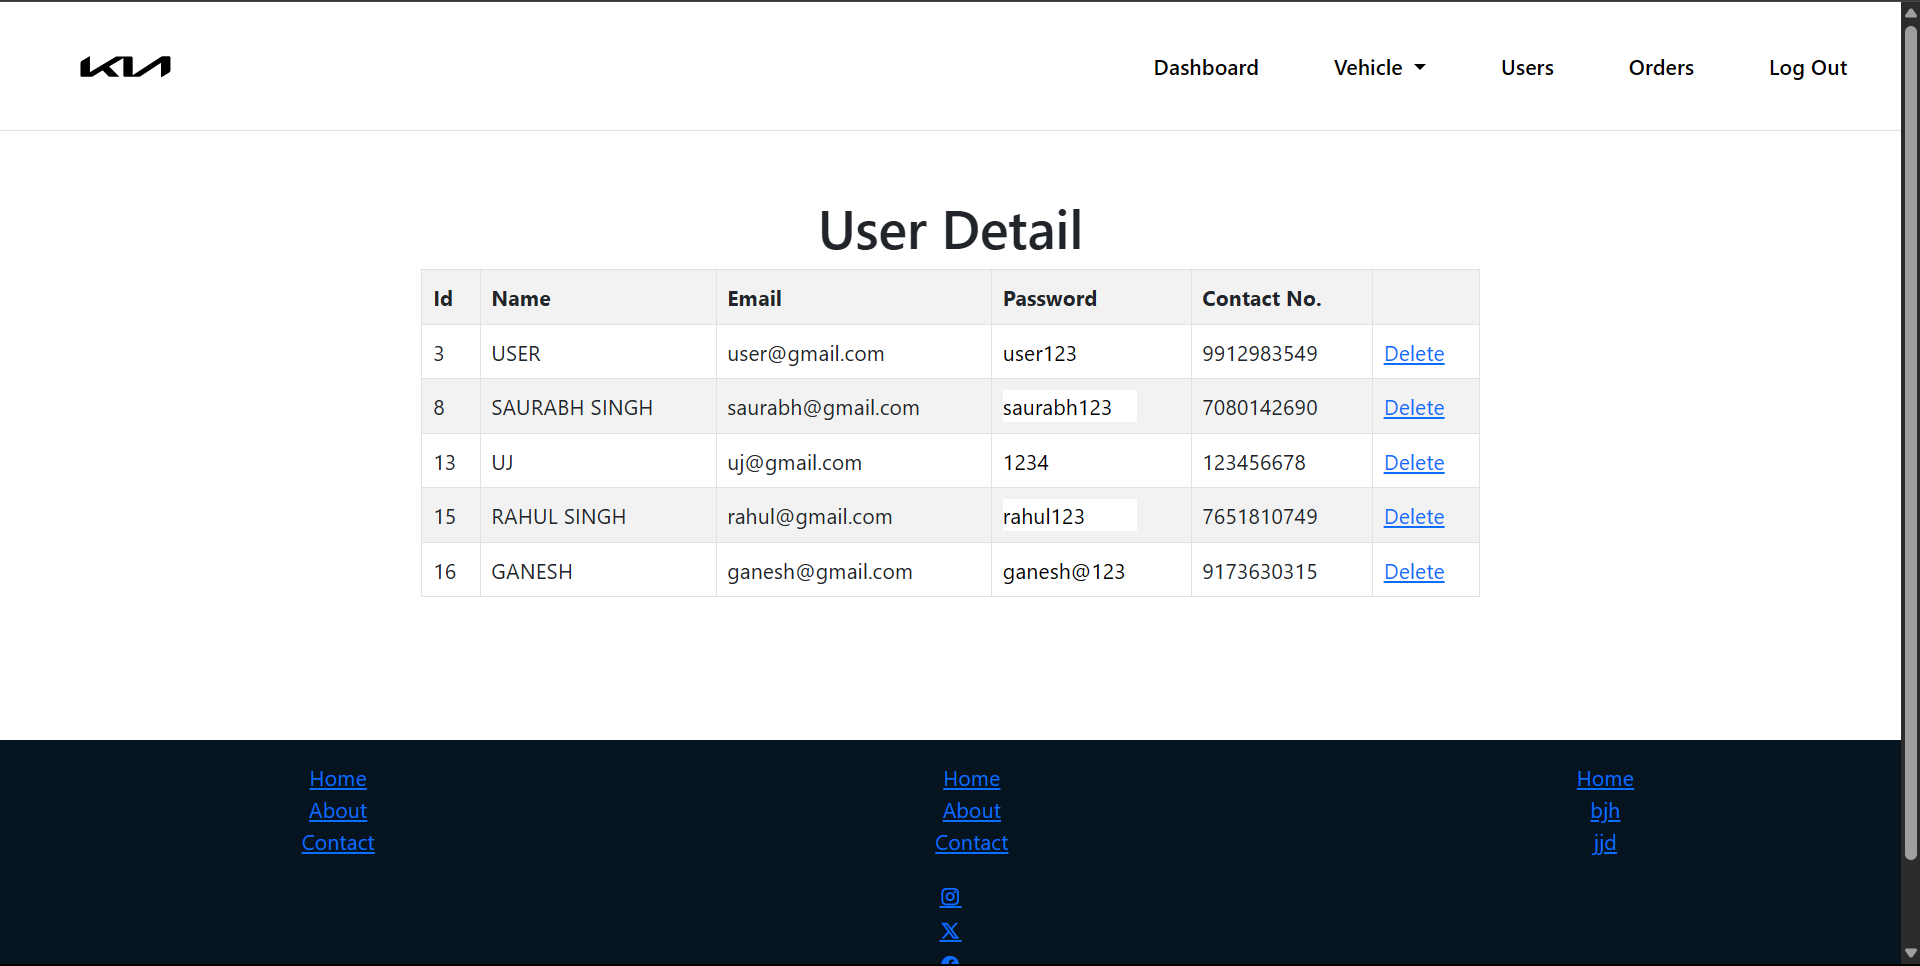 KIA Dashboard Vehicle Users Orders Log Out
User Detail
Id Name Email Password Contact No.
3 USER user@gmail.com user123 9912983549 Delete
8 SAURABH SINGH saurabh@gmail.com saurabh123 7080142690 Delete
13 UJ uj@gmail.com 1234 123456678 Delete
15 RAHUL SINGH rahul@gmail.com rahul123 7651810749 Delete
16 GANESH ganesh@gmail.com ganesh@123 9173630315 Delete
Home Home Home
About About bjh
Contact Contact jjd